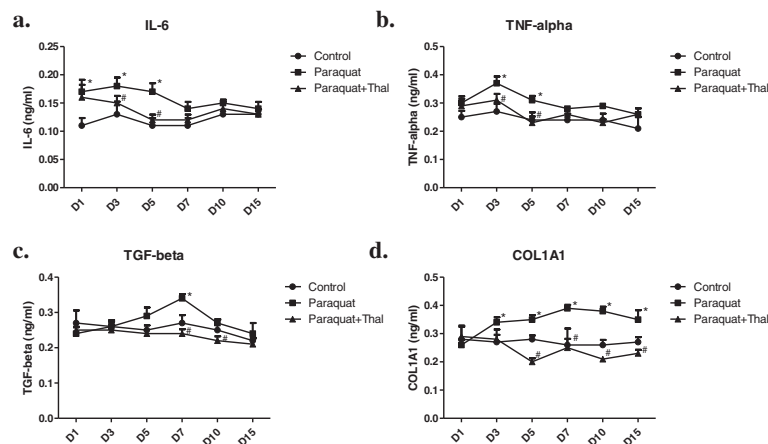 a.
IL-6
0.25
0.20
0.15
0.10
0.05
0.00
IL-6 (ng/ml)
* * *
# #
D1 D3 D5 D7 D10 D15
Control
Paraquat
Paraquat+Thal
b.
TNF-alpha
0.5
0.4
0.3
0.2
0.1
0.0
TNF-alpha (ng/ml)
* *
# #
D1 D3 D5 D7 D10 D15
Control
Paraquat
Paraquat+Thal
c.
TGF-beta
0.4
0.3
0.2
0.1
0.0
TGF-beta (ng/ml)
*
# #
D1 D3 D5 D7 D10 D15
Control
Paraquat
Paraquat+Thal
d.
COL1A1
0.5
0.4
0.3
0.2
0.1
0.0
COL1A1 (ng/ml)
* * * * *
# # # #
D1 D3 D5 D7 D10 D15
Control
Paraquat
Paraquat+Thal